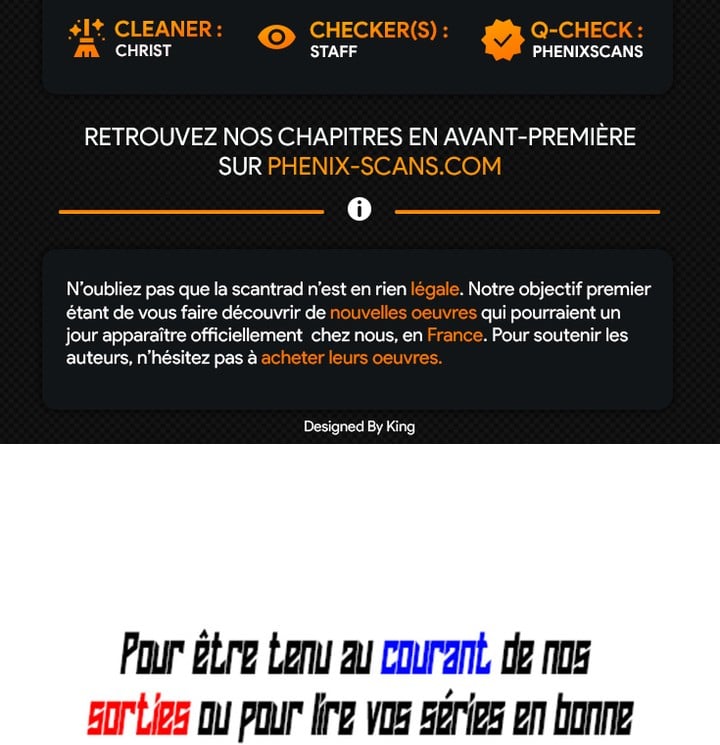 CLEANER : CHECKER(S) : Q-CHECK :
CHRIST STAFF PHENIXSCANS
RETROUVEZ NOS CHAPITRES EN AVANT-PREMIÈRE
SUR PHENIX-SCANS.COM
N'oubliez pas que la scantrad n'est en rien légale. Notre objectif premier
étant de vous faire découvrir de nouvelles oeuvres qui pourraient un
jour apparaître officiellement chez nous, en France. Pour soutenir les
auteurs, n'hésitez pas à acheter leurs oeuvres.
Designed By King
Pour être tenu au courant de nos
sorties ou pour lire vos séries en bonne